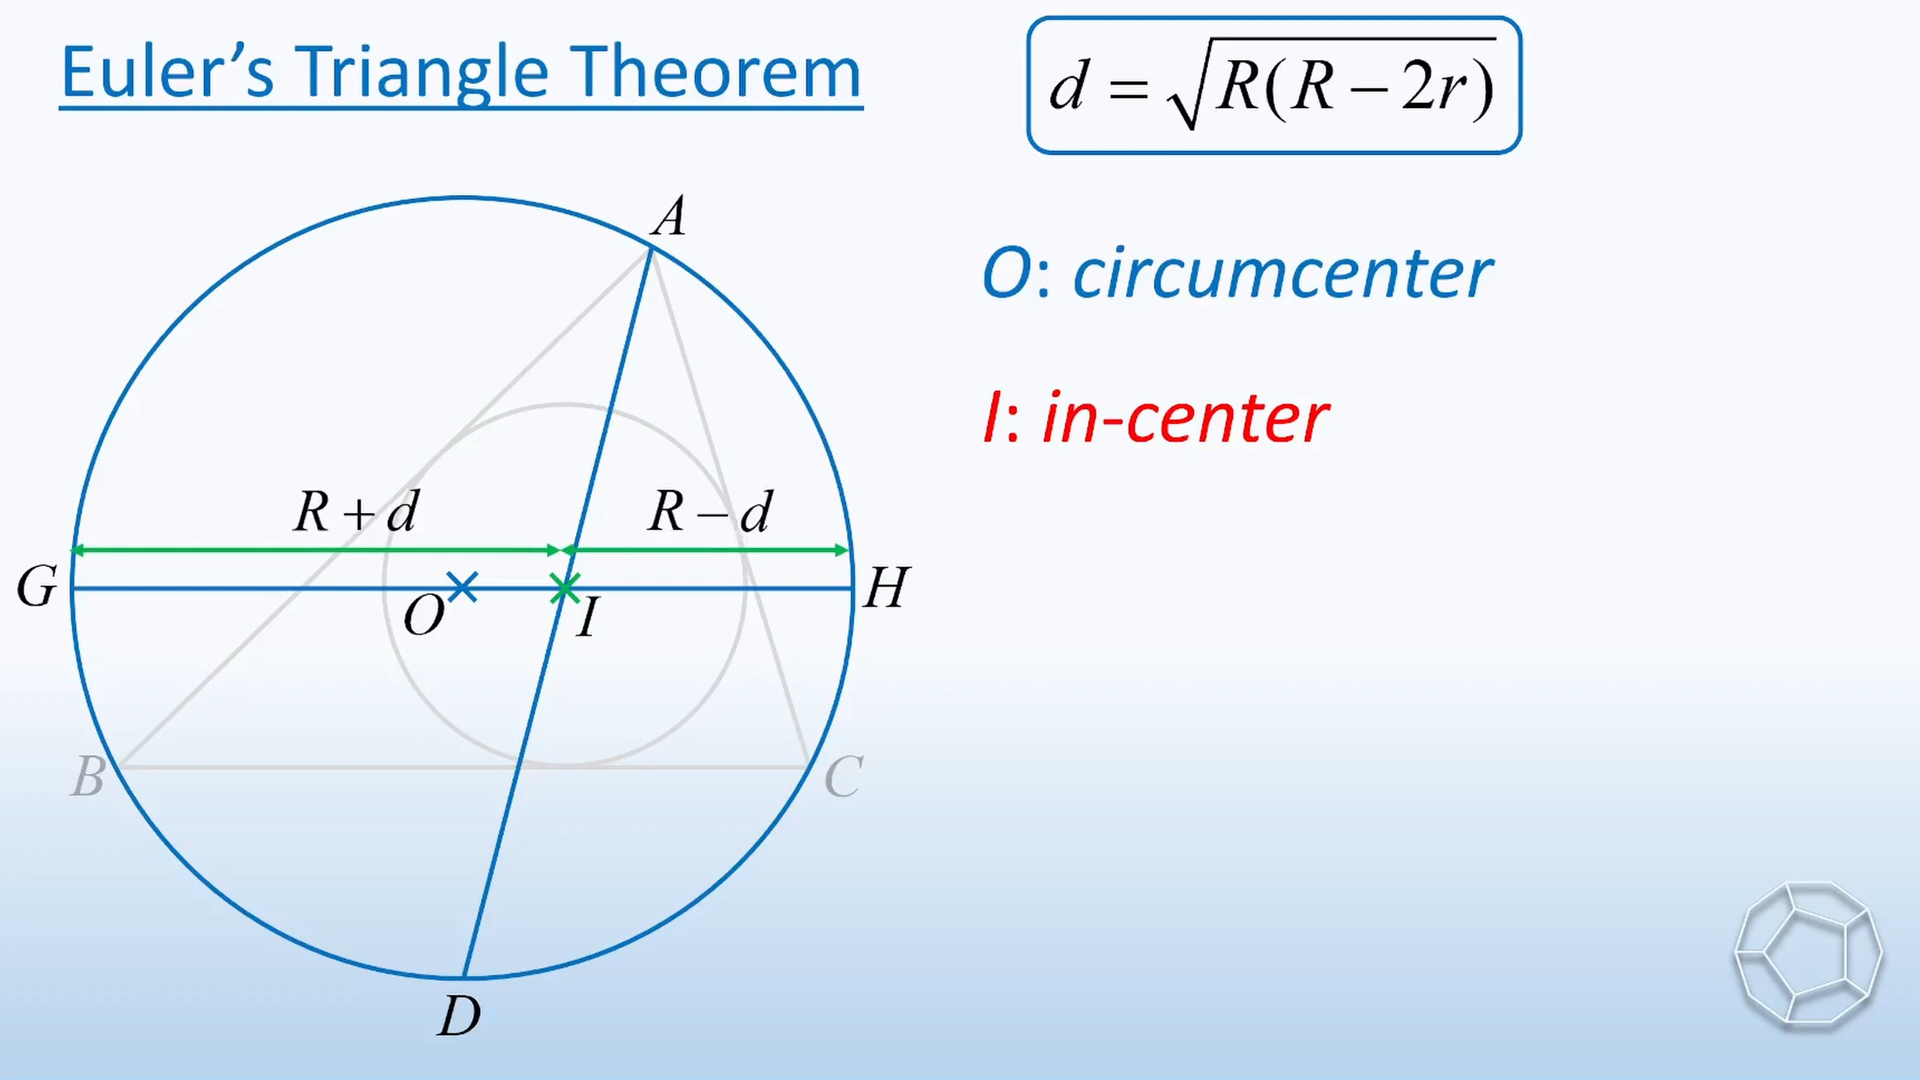 Euler’s Triangle Theorem
d = √R(R − 2r)
O: circumcenter
I: in-center
A
R + d
R − d
G
O
I
H
B
C
D